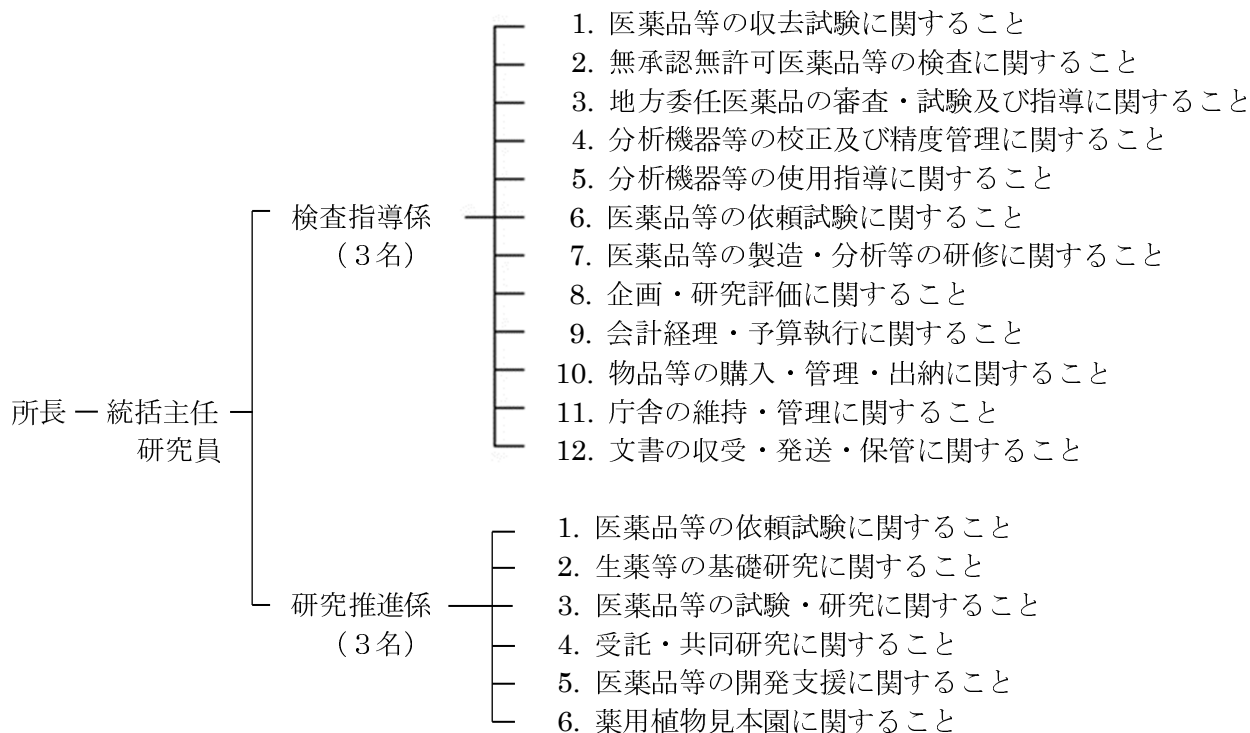 1. 医薬品等の収去試験に関すること
2. 無承認無許可医薬品等の検査に関すること
3. 地方委任医薬品の審査・試験及び指導に関すること
4. 分析機器等の校正及び精度管理に関すること
5. 分析機器等の使用指導に関すること
検査指導係
（３名）
6. 医薬品等の依頼試験に関すること
7. 医薬品等の製造・分析等の研修に関すること
8. 企画・研究評価に関すること
9. 会計経理・予算執行に関すること
10. 物品等の購入・管理・出納に関すること
所長 － 統括主任
研究員
11. 庁舎の維持・管理に関すること
12. 文書の収受・発送・保管に関すること
1. 医薬品等の依頼試験に関すること
2. 生薬等の基礎研究に関すること
研究推進係
（３名）
3. 医薬品等の試験・研究に関すること
4. 受託・共同研究に関すること
5. 医薬品等の開発支援に関すること
6. 薬用植物見本園に関すること